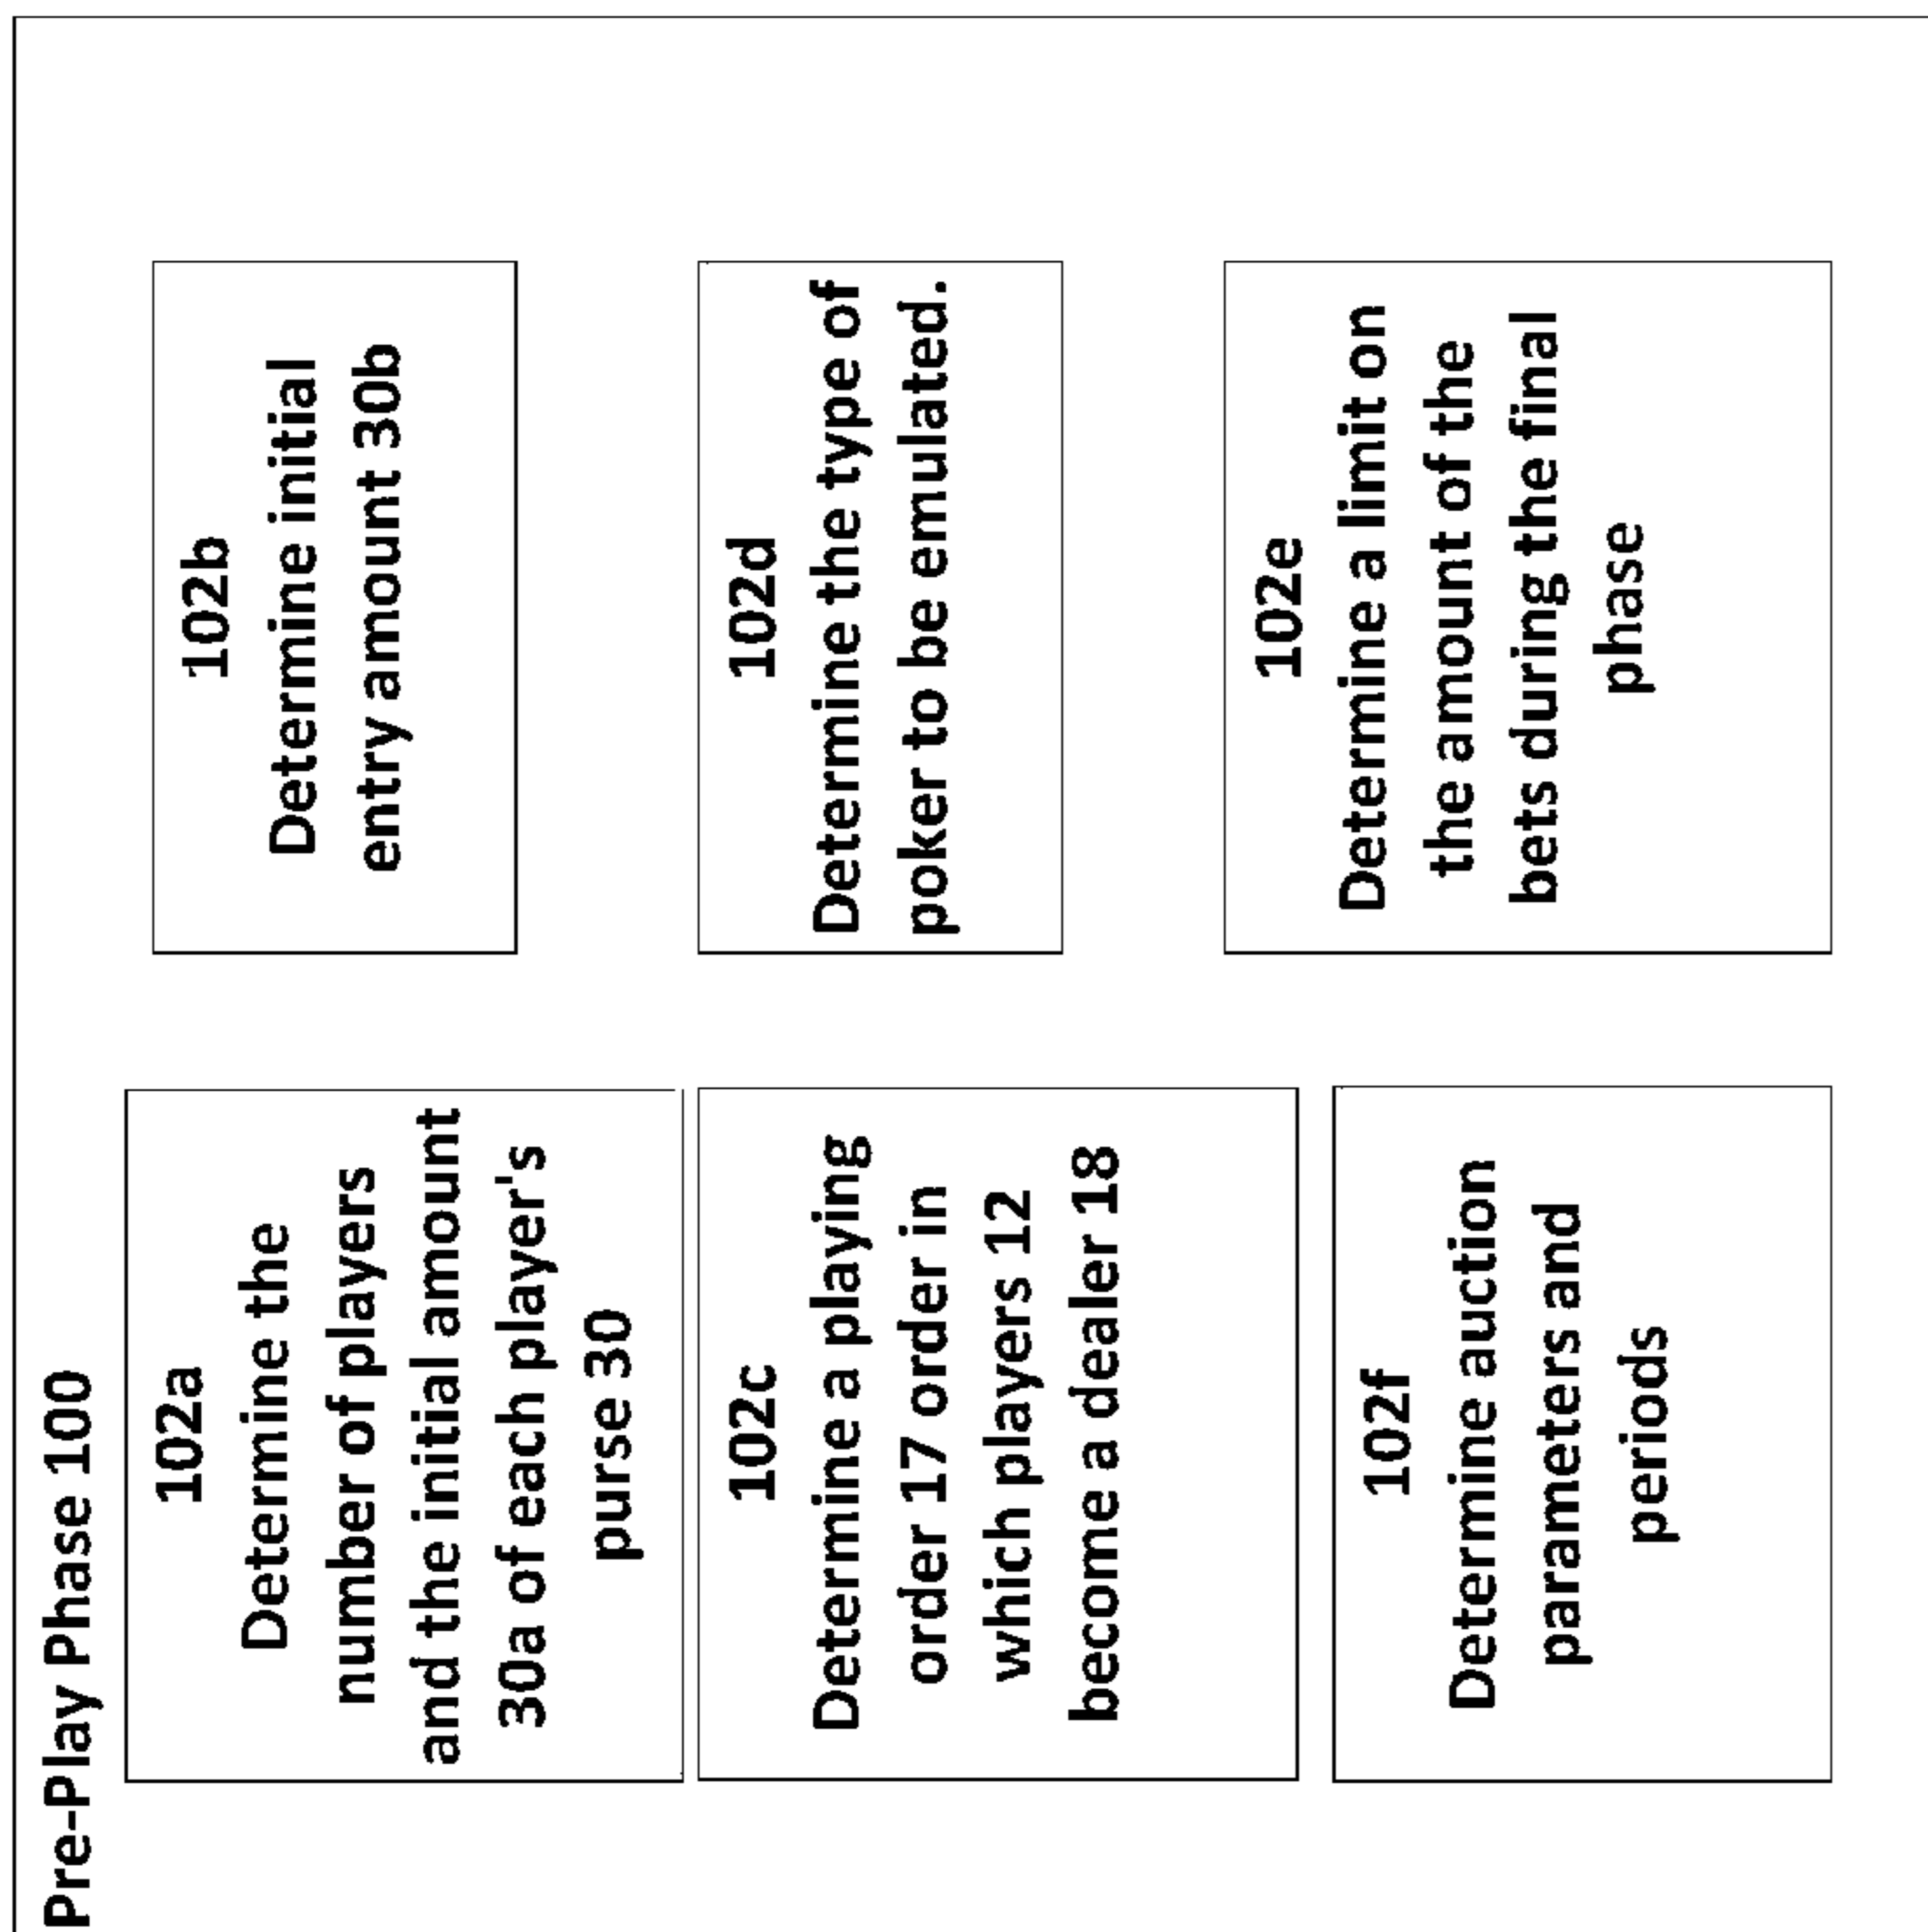 Pre-Play Phase 100
102a
Determine the
number of players
and the initial amount
30a of each player's
purse 30
102b
Determine initial
entry amount 30b
102c
Determine a playing
order 17 order in
which players 12
become a dealer 18
102d
Determine the type of
poker to be emulated.
102f
Determine auction
parameters and
periods
102e
Determine a limit on
the amount of the
bets during the final
phase